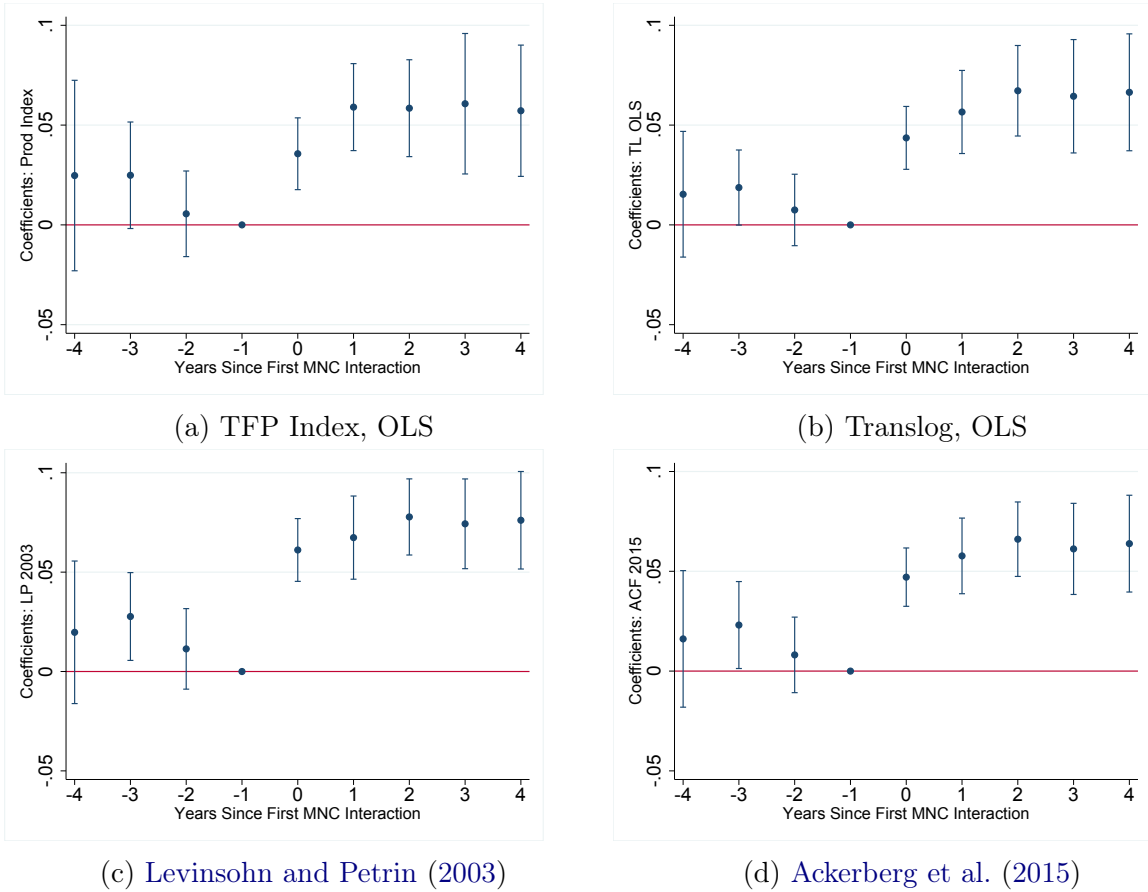 Coefficients: Prod Index
.1
.05
0
-.05
-4 -3 -2 -1 0 1 2 3 4
Years Since First MNC Interaction
(a) TFP Index, OLS
Coefficients: TL OLS
.1
.05
0
-.05
-4 -3 -2 -1 0 1 2 3 4
Years Since First MNC Interaction
(b) Translog, OLS
Coefficients: LP 2003
.1
.05
0
-.05
-4 -3 -2 -1 0 1 2 3 4
Years Since First MNC Interaction
(c) Levinsohn and Petrin (2003)
Coefficients: ACF 2015
.1
.05
0
-.05
-4 -3 -2 -1 0 1 2 3 4
Years Since First MNC Interaction
(d) Ackerberg et al. (2015)